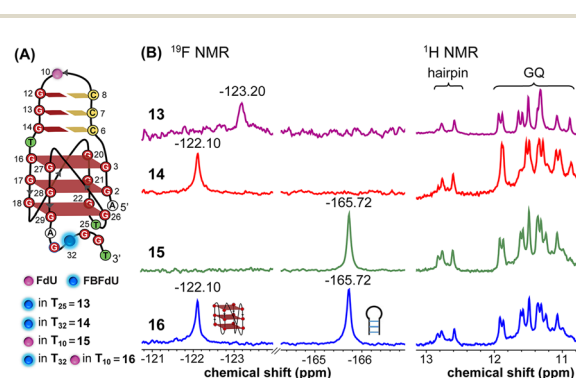 (A)
10
12 G C 8
13 G C 7
14 G C 6
T
16 G G 20
27 G G 3
17 G G 21
28 G G 2
18 G 22 G A 5'
29 G 25 G 26
A T
G G G
32 T 3'
FdU FBFdU
in T25 = 13
in T32 = 14
in T10 = 15
in T32 in T10 = 16
(B) 19F NMR
1H NMR
hairpin GQ
-123.20
13
-122.10
14
-165.72
15
-122.10 -165.72
16
-121 -122 -123 -165 -166
chemical shift (ppm)
13 12 11
chemical shift (ppm)